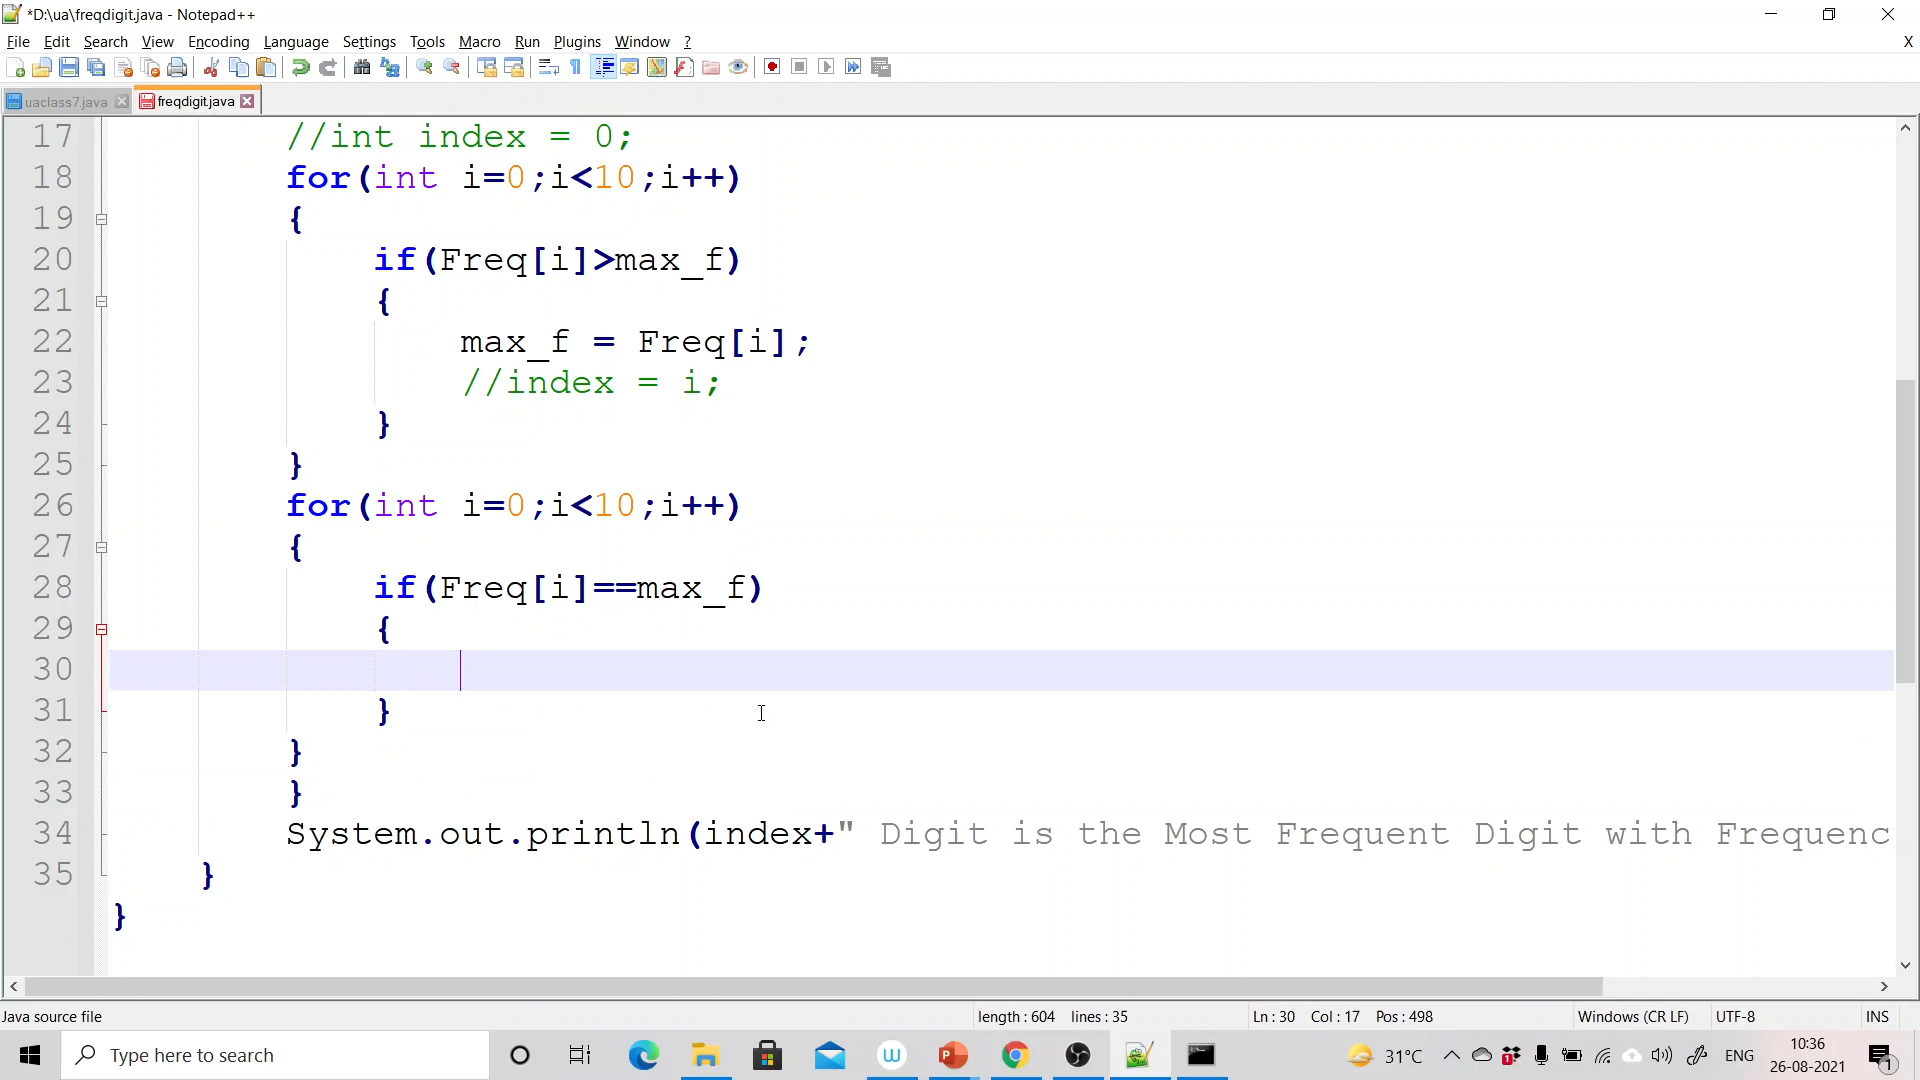 *D:\ua\freqdigit.java - Notepad++
File Edit Search View Encoding Language Settings Tools Macro Run Plugins Window ? X
uaclass7.java freqdigit.java
17 //int index = 0;
18 for(int i=0;i<10;i++)
19 {
20 if(Freq[i]>max_f)
21 {
22 max_f = Freq[i];
23 //index = i;
24 }
25 }
26 for(int i=0;i<10;i++)
27 {
28 if(Freq[i]==max_f)
29 {
30
31 }
32 }
33 }
34 System.out.println(index+" Digit is the Most Frequent Digit with Frequenc
35 }
}
Java source file length : 604 lines : 35 Ln : 30 Col : 17 Pos : 498 Windows (CR LF) UTF-8 INS
Type here to search 31°C ENG 10:36
26-08-2021
1